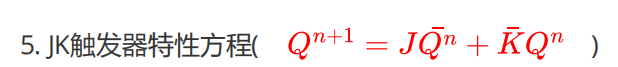 5. JK触发器特性方程( $Q^{n+1} = J\bar{Q^n} + \bar{K}Q^n$ )